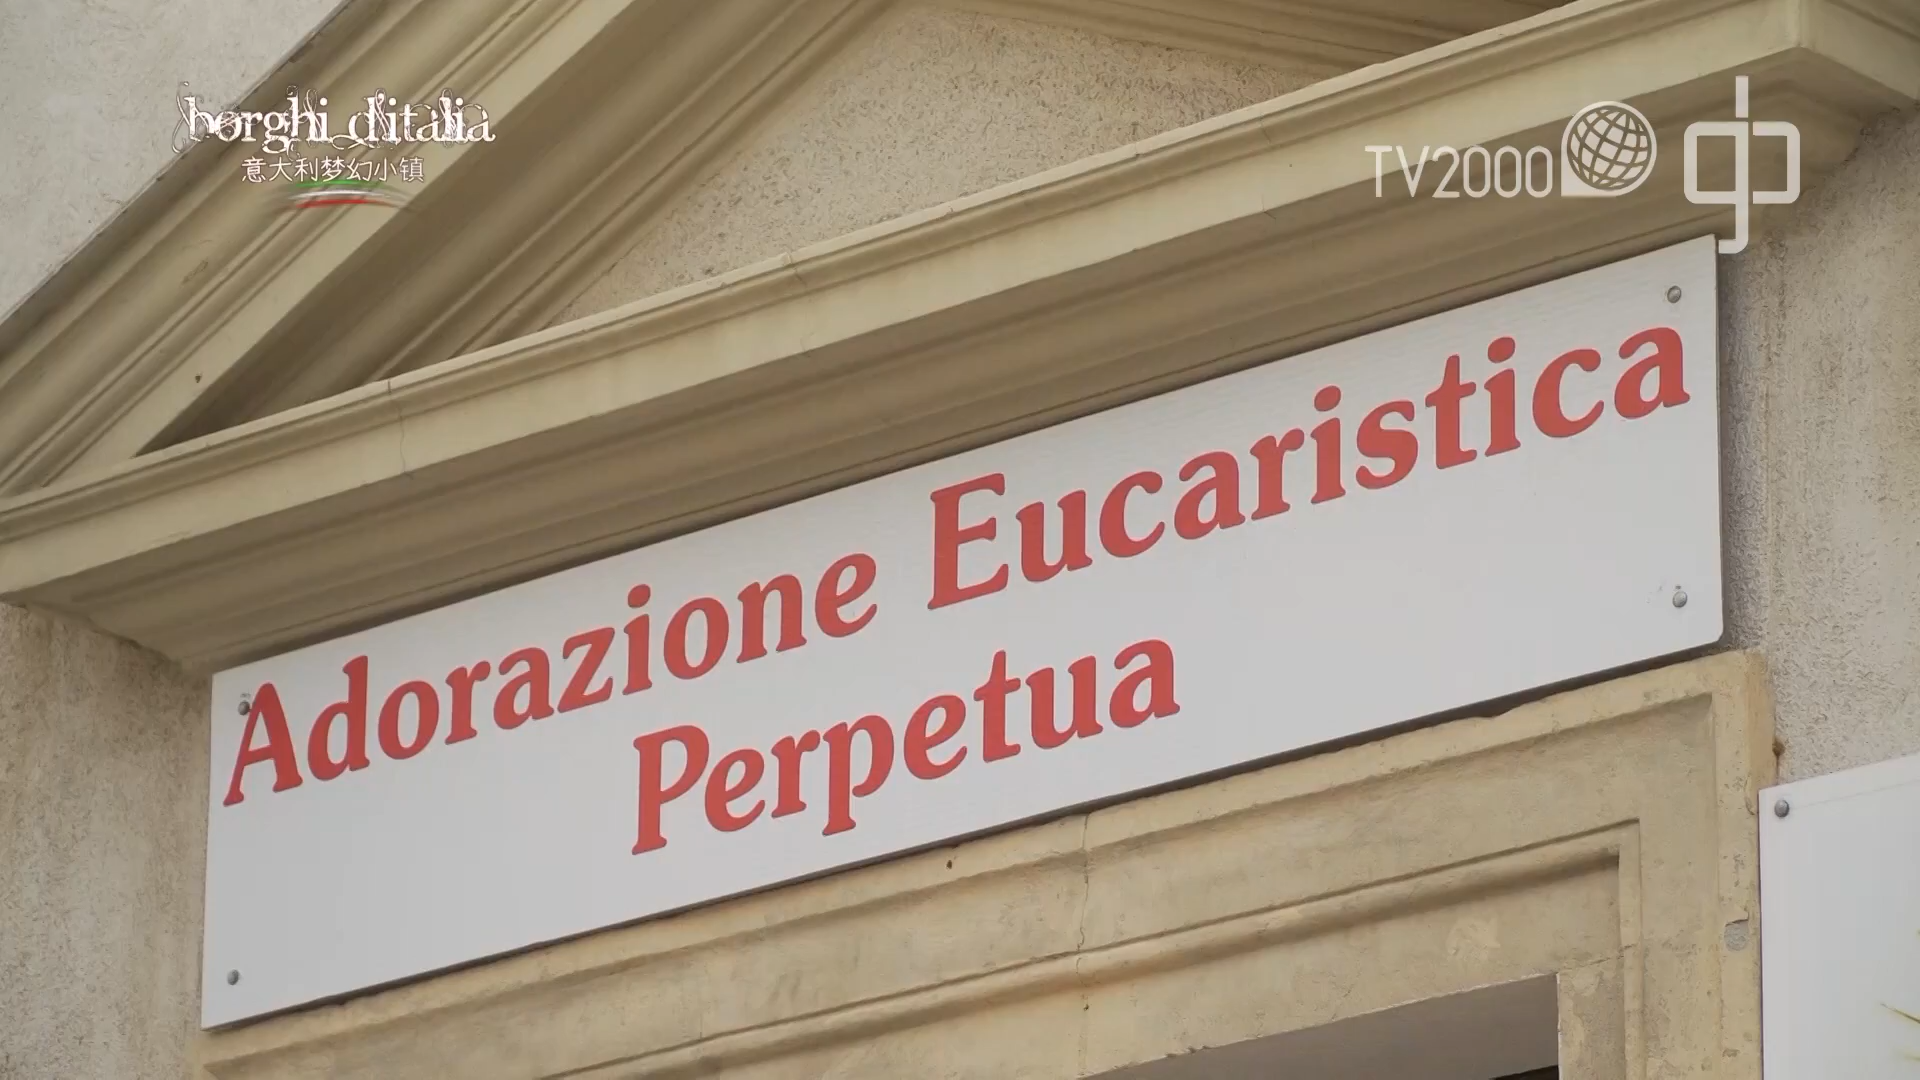 borghi d'italia
意大利梦幻小镇
TV2000
Adorazione Eucaristica
Perpetua